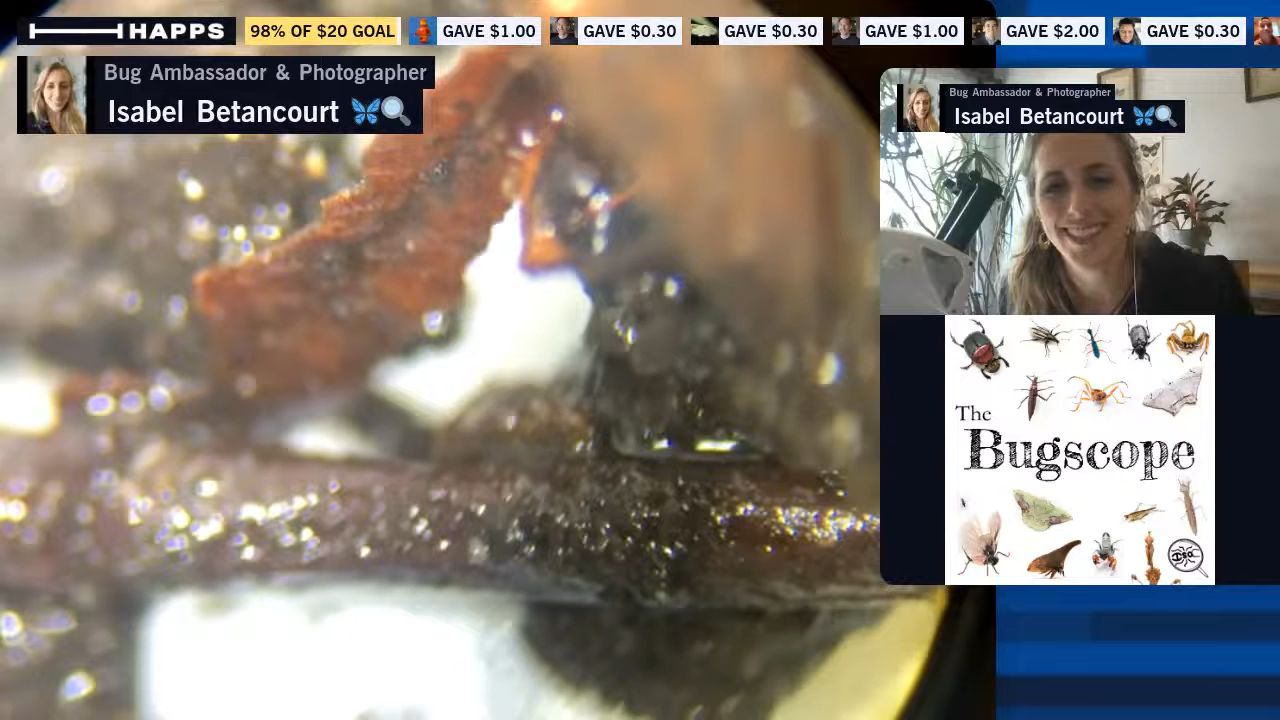 HAPPS
98% OF $20 GOAL
GAVE $1.00
GAVE $0.30
GAVE $0.30
GAVE $1.00
GAVE $2.00
GAVE $0.30
Bug Ambassador & Photographer
Isabel Betancourt
Bug Ambassador & Photographer
Isabel Betancourt
The
Bugscope